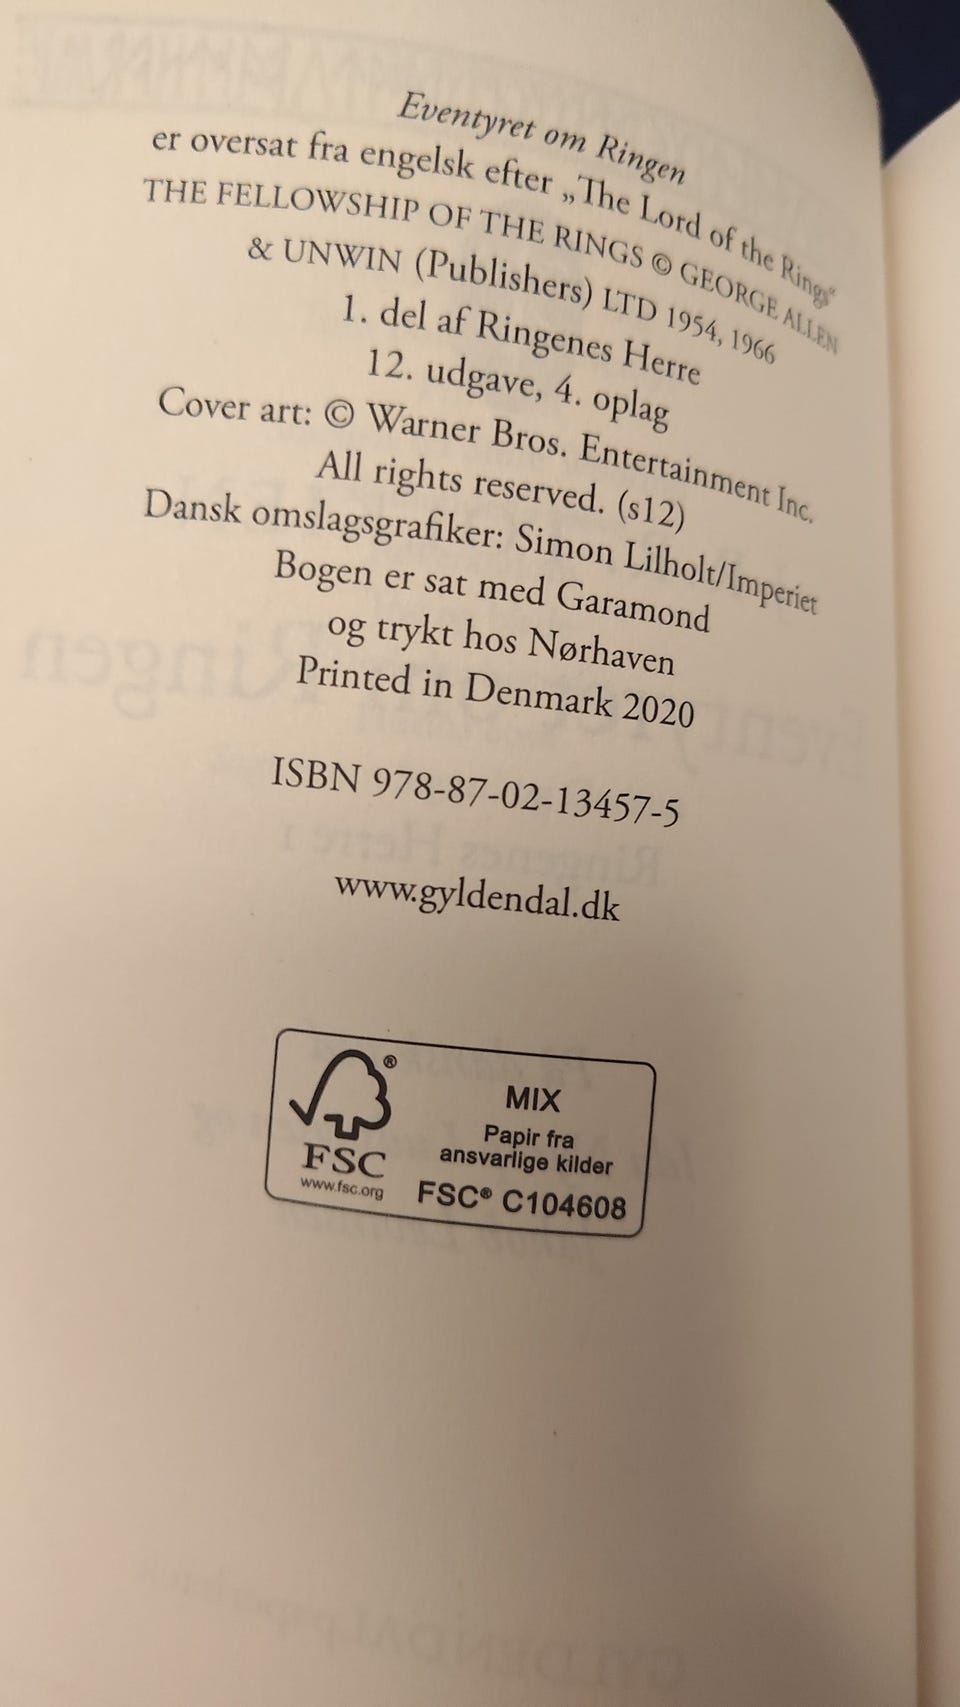 Eventyret om Ringen
er oversat fra engelsk efter „The Lord of the Rings“
THE FELLOWSHIP OF THE RINGS © GEORGE ALLEN
& UNWIN (Publishers) LTD 1954, 1966
1. del af Ringenes Herre
12. udgave, 4. oplag
Cover art: © Warner Bros. Entertainment Inc.
All rights reserved. (s12)
Dansk omslagsgrafiker: Simon Lilholt/Imperiet
Bogen er sat med Garamond
og trykt hos Nørhaven
Printed in Denmark 2020
ISBN 978-87-02-13457-5
www.gyldendal.dk
®
FSC
www.fsc.org
MIX
Papir fra
ansvarlige kilder
FSC® C104608